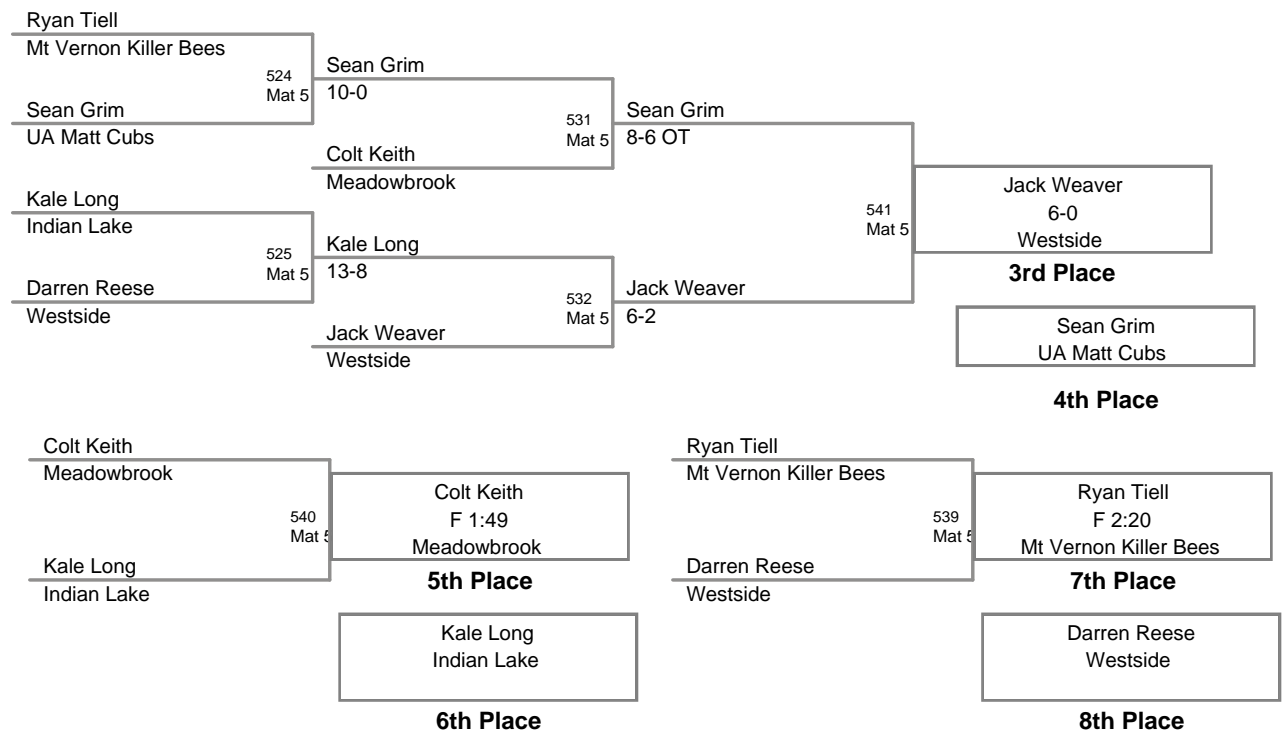 Ryan Tiell
Mt Vernon Killer Bees
524
Mat 5
Sean Grim
10-0
Sean Grim
UA Matt Cubs
531
Mat 5
Sean Grim
8-6 OT
Colt Keith
Meadowbrook
Kale Long
Indian Lake
525
Mat 5
Kale Long
13-8
Darren Reese
Westside
532
Mat 5
Jack Weaver
6-2
Jack Weaver
Westside
541
Mat 5
Jack Weaver
6-0
Westside
3rd Place
Sean Grim
UA Matt Cubs
4th Place
Colt Keith
Meadowbrook
540
Mat 5
Kale Long
Indian Lake
Colt Keith
F 1:49
Meadowbrook
5th Place
Kale Long
Indian Lake
6th Place
Ryan Tiell
Mt Vernon Killer Bees
539
Mat 5
Darren Reese
Westside
Ryan Tiell
F 2:20
Mt Vernon Killer Bees
7th Place
Darren Reese
Westside
8th Place